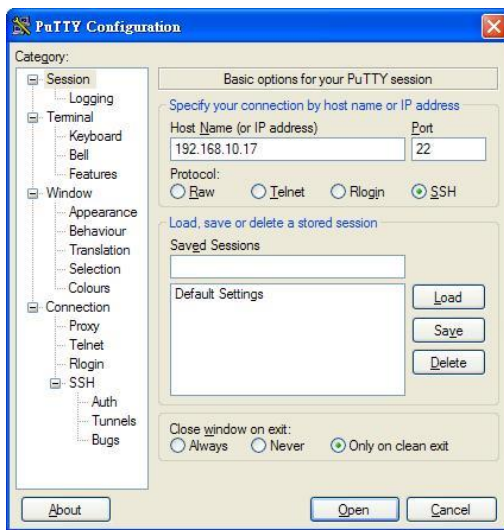 PuTTY Configuration
Category:
Session
Logging
Terminal
Keyboard
Bell
Features
Window
Appearance
Behaviour
Translation
Selection
Colours
Connection
Proxy
Telnet
Rlogin
SSH
Auth
Tunnels
Bugs
Basic options for your PuTTY session
Specify your connection by host name or IP address
Host Name (or IP address) Port
192.168.10.17 22
Protocol:
Raw Telnet Rlogin SSH
Load, save or delete a stored session
Saved Sessions
Default Settings
Load
Save
Delete
Close window on exit:
Always Never Only on clean exit
About Open Cancel